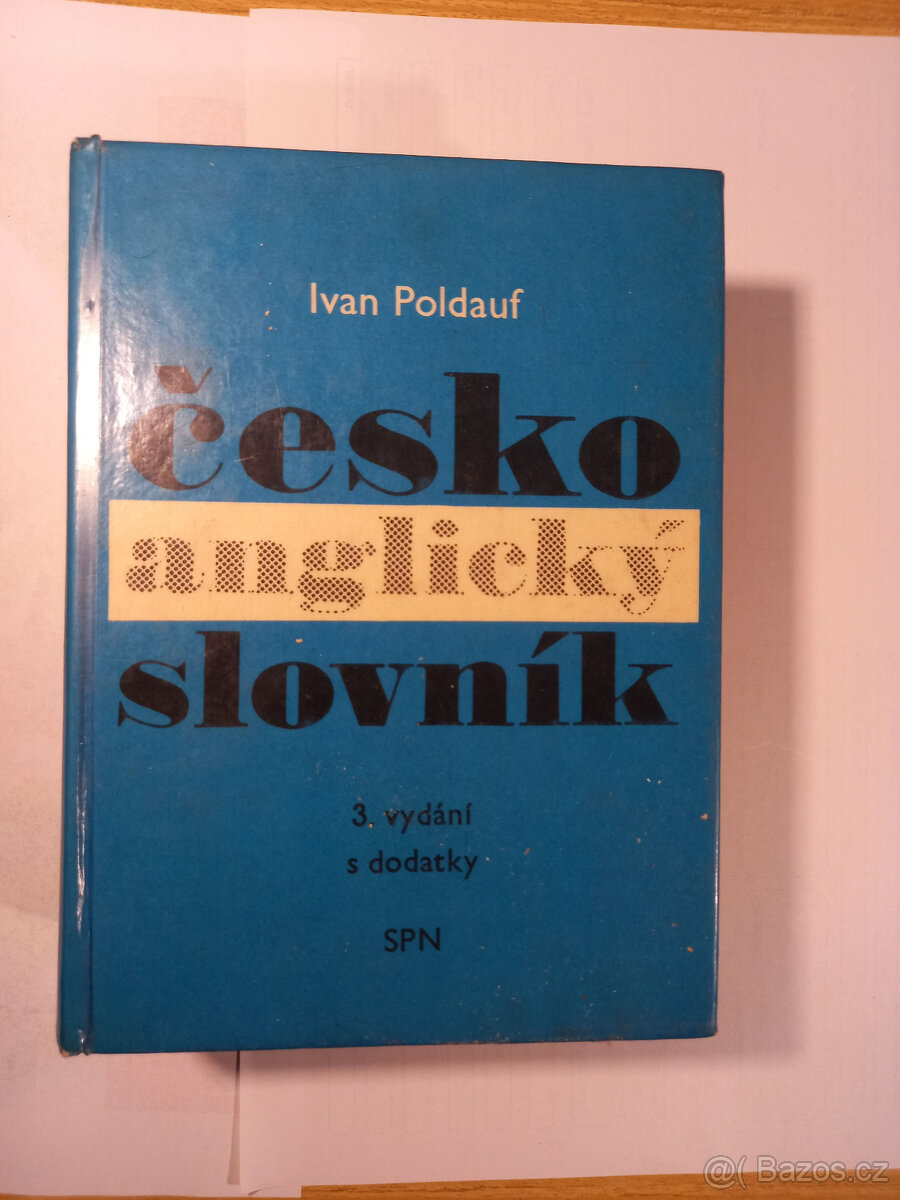 Ivan Poldauf
česko
anglický
slovník
3. vydání
s dodatky
SPN
@( Bazos.cz